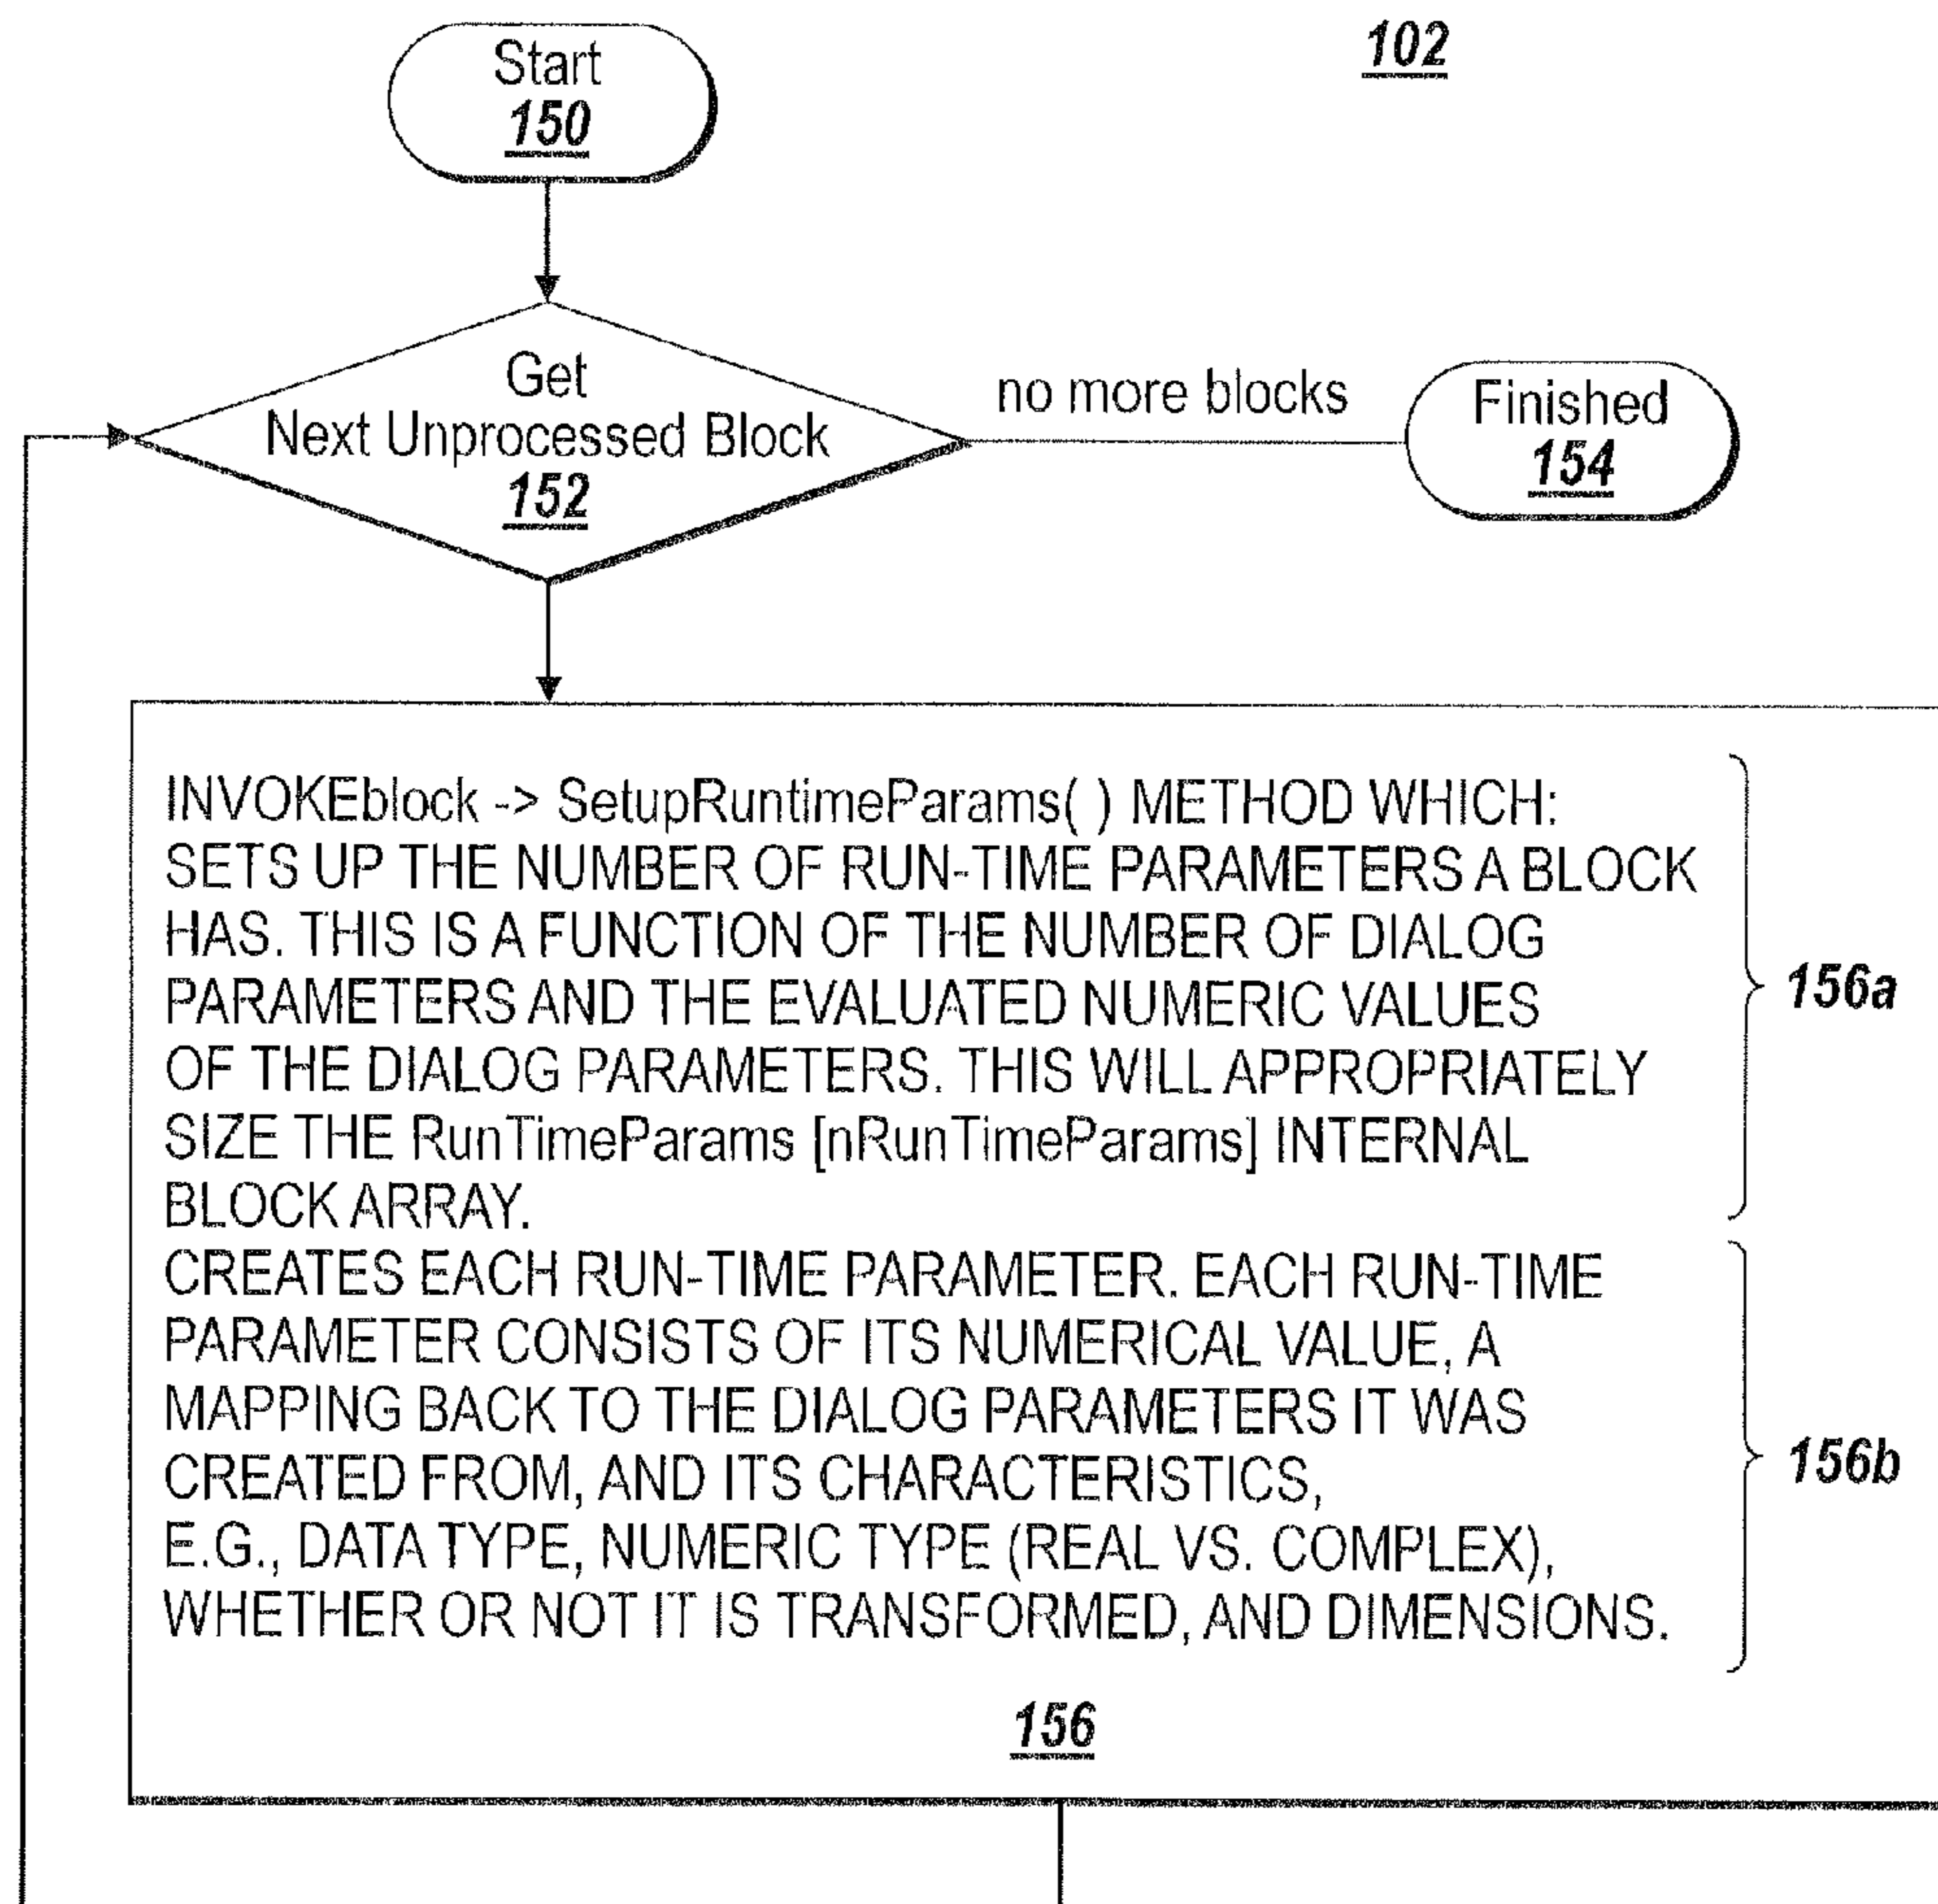 102
Start
150
Get
Next Unprocessed Block
152
no more blocks
Finished
154
INVOKEblock -> SetupRuntimeParams( ) METHOD WHICH:
SETS UP THE NUMBER OF RUN-TIME PARAMETERS A BLOCK
HAS. THIS IS A FUNCTION OF THE NUMBER OF DIALOG
PARAMETERS AND THE EVALUATED NUMERIC VALUES
OF THE DIALOG PARAMETERS. THIS WILL APPROPRIATELY
SIZE THE RunTimeParams [nRunTimeParams] INTERNAL
BLOCK ARRAY.
156a
CREATES EACH RUN-TIME PARAMETER. EACH RUN-TIME
PARAMETER CONSISTS OF ITS NUMERICAL VALUE, A
MAPPING BACK TO THE DIALOG PARAMETERS IT WAS
CREATED FROM, AND ITS CHARACTERISTICS,
E.G., DATA TYPE, NUMERIC TYPE (REAL VS. COMPLEX),
WHETHER OR NOT IT IS TRANSFORMED, AND DIMENSIONS.
156b
156